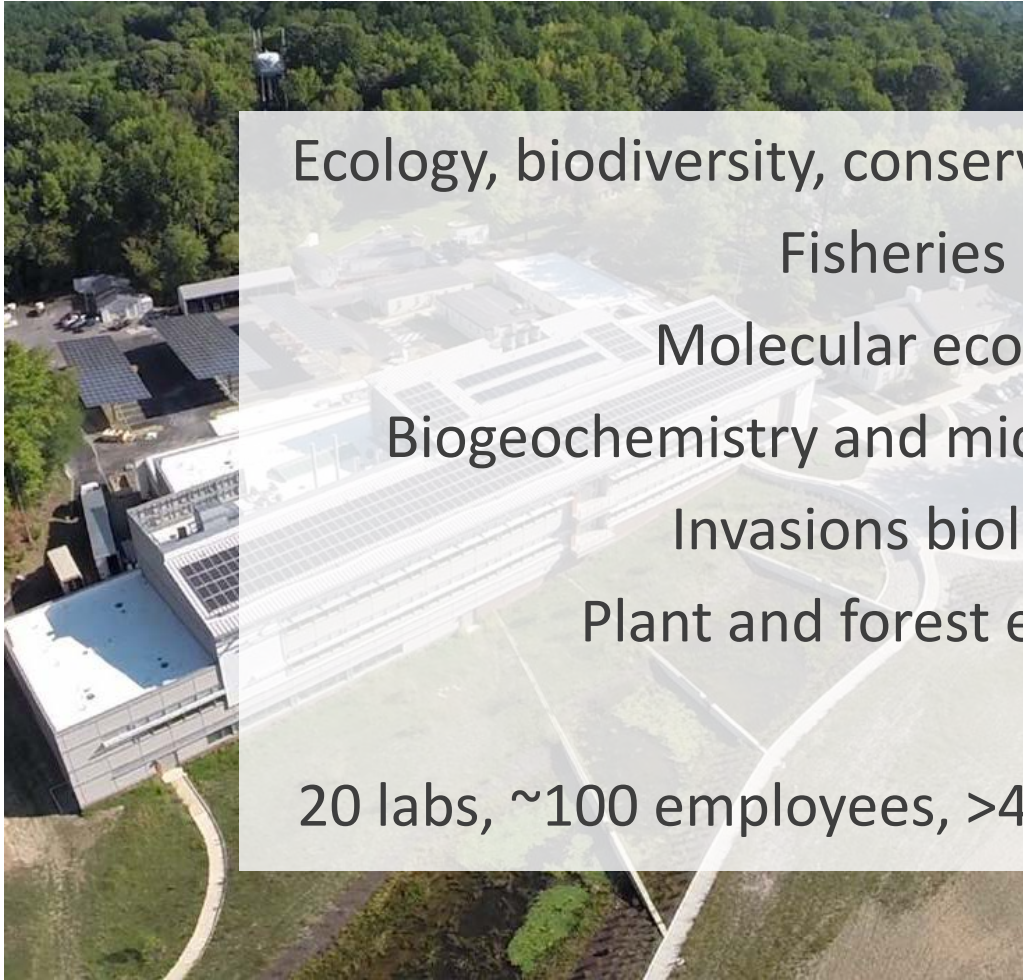 Ecology, biodiversity, conserv
Fisheries
Molecular eco
Biogeochemistry and mic
Invasions biol
Plant and forest e
20 labs, ~100 employees, >4